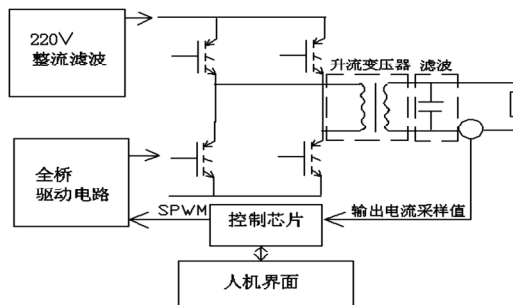 220V
整流滤波
升流变压器
滤波
全桥
驱动电路
SPWM
控制芯片
输出电流采样值
人机界面